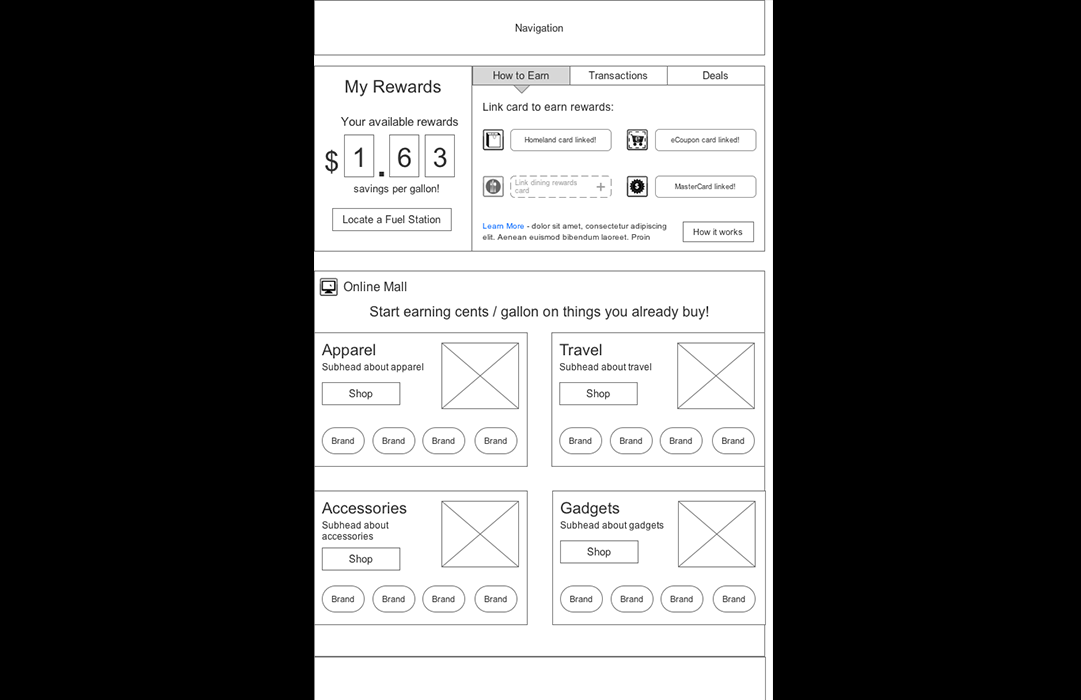 Navigation
My Rewards
Your available rewards
$ 1 . 6 3
savings per gallon!
Locate a Fuel Station
How to Earn
Transactions
Deals
Link card to earn rewards:
Homeland card linked!
eCoupon card linked!
Link dining rewards
card
+
MasterCard linked!
Learn More - dolor sit amet, consectetur adipiscing
elit. Aenean euismod bibendum laoreet. Proin
How it works
Online Mall
Start earning cents / gallon on things you already buy!
Apparel
Subhead about apparel
Shop
Brand Brand Brand Brand
Travel
Subhead about travel
Shop
Brand Brand Brand Brand
Accessories
Subhead about
accessories
Shop
Brand Brand Brand Brand
Gadgets
Subhead about gadgets
Shop
Brand Brand Brand Brand